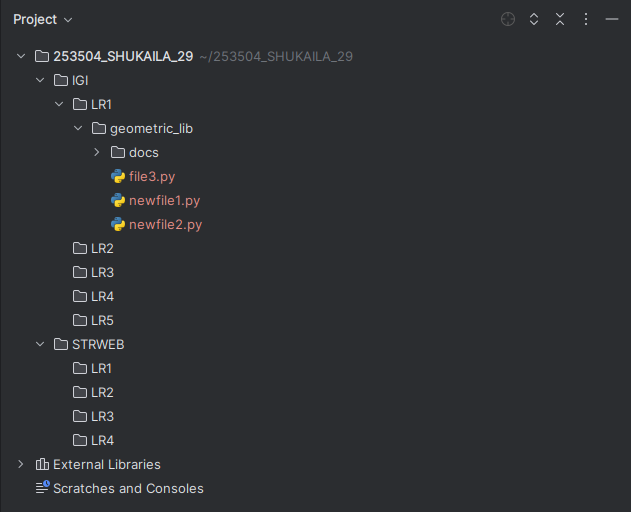 Project
253504_SHUKAILA_29 ~/253504_SHUKAILA_29
IGI
LR1
geometric_lib
docs
file3.py
newfile1.py
newfile2.py
LR2
LR3
LR4
LR5
STRWEB
LR1
LR2
LR3
LR4
External Libraries
Scratches and Consoles